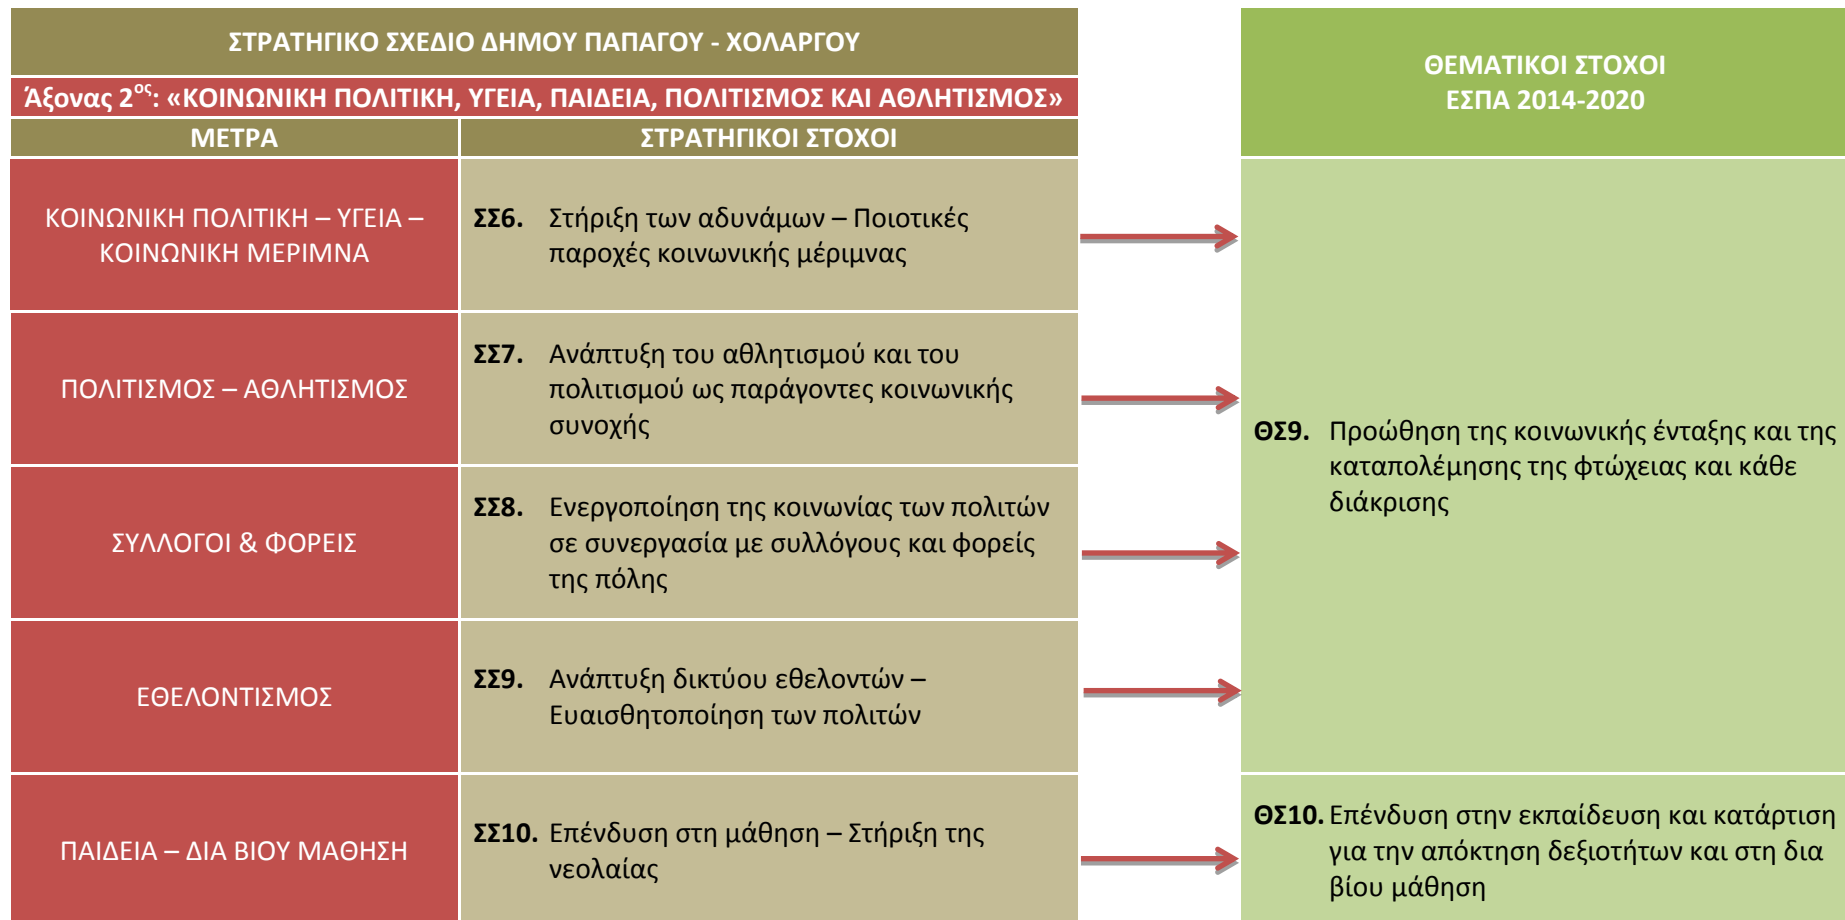 ΣΤΡΑΤΗΓΙΚΟ ΣΧΕΔΙΟ ΔΗΜΟΥ ΠΑΠΑΓΟΥ - ΧΟΛΑΡΓΟΥ
Άξονας 2ος: «ΚΟΙΝΩΝΙΚΗ ΠΟΛΙΤΙΚΗ, ΥΓΕΙΑ, ΠΑΙΔΕΙΑ, ΠΟΛΙΤΙΣΜΟΣ ΚΑΙ ΑΘΛΗΤΙΣΜΟΣ»
ΜΕΤΡΑ
ΣΤΡΑΤΗΓΙΚΟΙ ΣΤΟΧΟΙ
ΘΕΜΑΤΙΚΟΙ ΣΤΟΧΟΙ
ΕΣΠΑ 2014-2020
ΚΟΙΝΩΝΙΚΗ ΠΟΛΙΤΙΚΗ – ΥΓΕΙΑ –
ΚΟΙΝΩΝΙΚΗ ΜΕΡΙΜΝΑ
ΣΣ6. Στήριξη των αδυνάμων – Ποιοτικές
παροχές κοινωνικής μέριμνας
ΠΟΛΙΤΙΣΜΟΣ – ΑΘΛΗΤΙΣΜΟΣ
ΣΣ7. Ανάπτυξη του αθλητισμού και του
πολιτισμού ως παράγοντες κοινωνικής
συνοχής
ΣΥΛΛΟΓΟΙ & ΦΟΡΕΙΣ
ΣΣ8. Ενεργοποίηση της κοινωνίας των πολιτών
σε συνεργασία με συλλόγους και φορείς
της πόλης
ΕΘΕΛΟΝΤΙΣΜΟΣ
ΣΣ9. Ανάπτυξη δικτύου εθελοντών –
Ευαισθητοποίηση των πολιτών
ΘΣ9. Προώθηση της κοινωνικής ένταξης και της
καταπολέμησης της φτώχειας και κάθε
διάκρισης
ΠΑΙΔΕΙΑ – ΔΙΑ ΒΙΟΥ ΜΑΘΗΣΗ
ΣΣ10. Επένδυση στη μάθηση – Στήριξη της
νεολαίας
ΘΣ10. Επένδυση στην εκπαίδευση και κατάρτιση
για την απόκτηση δεξιοτήτων και στη δια
βίου μάθηση